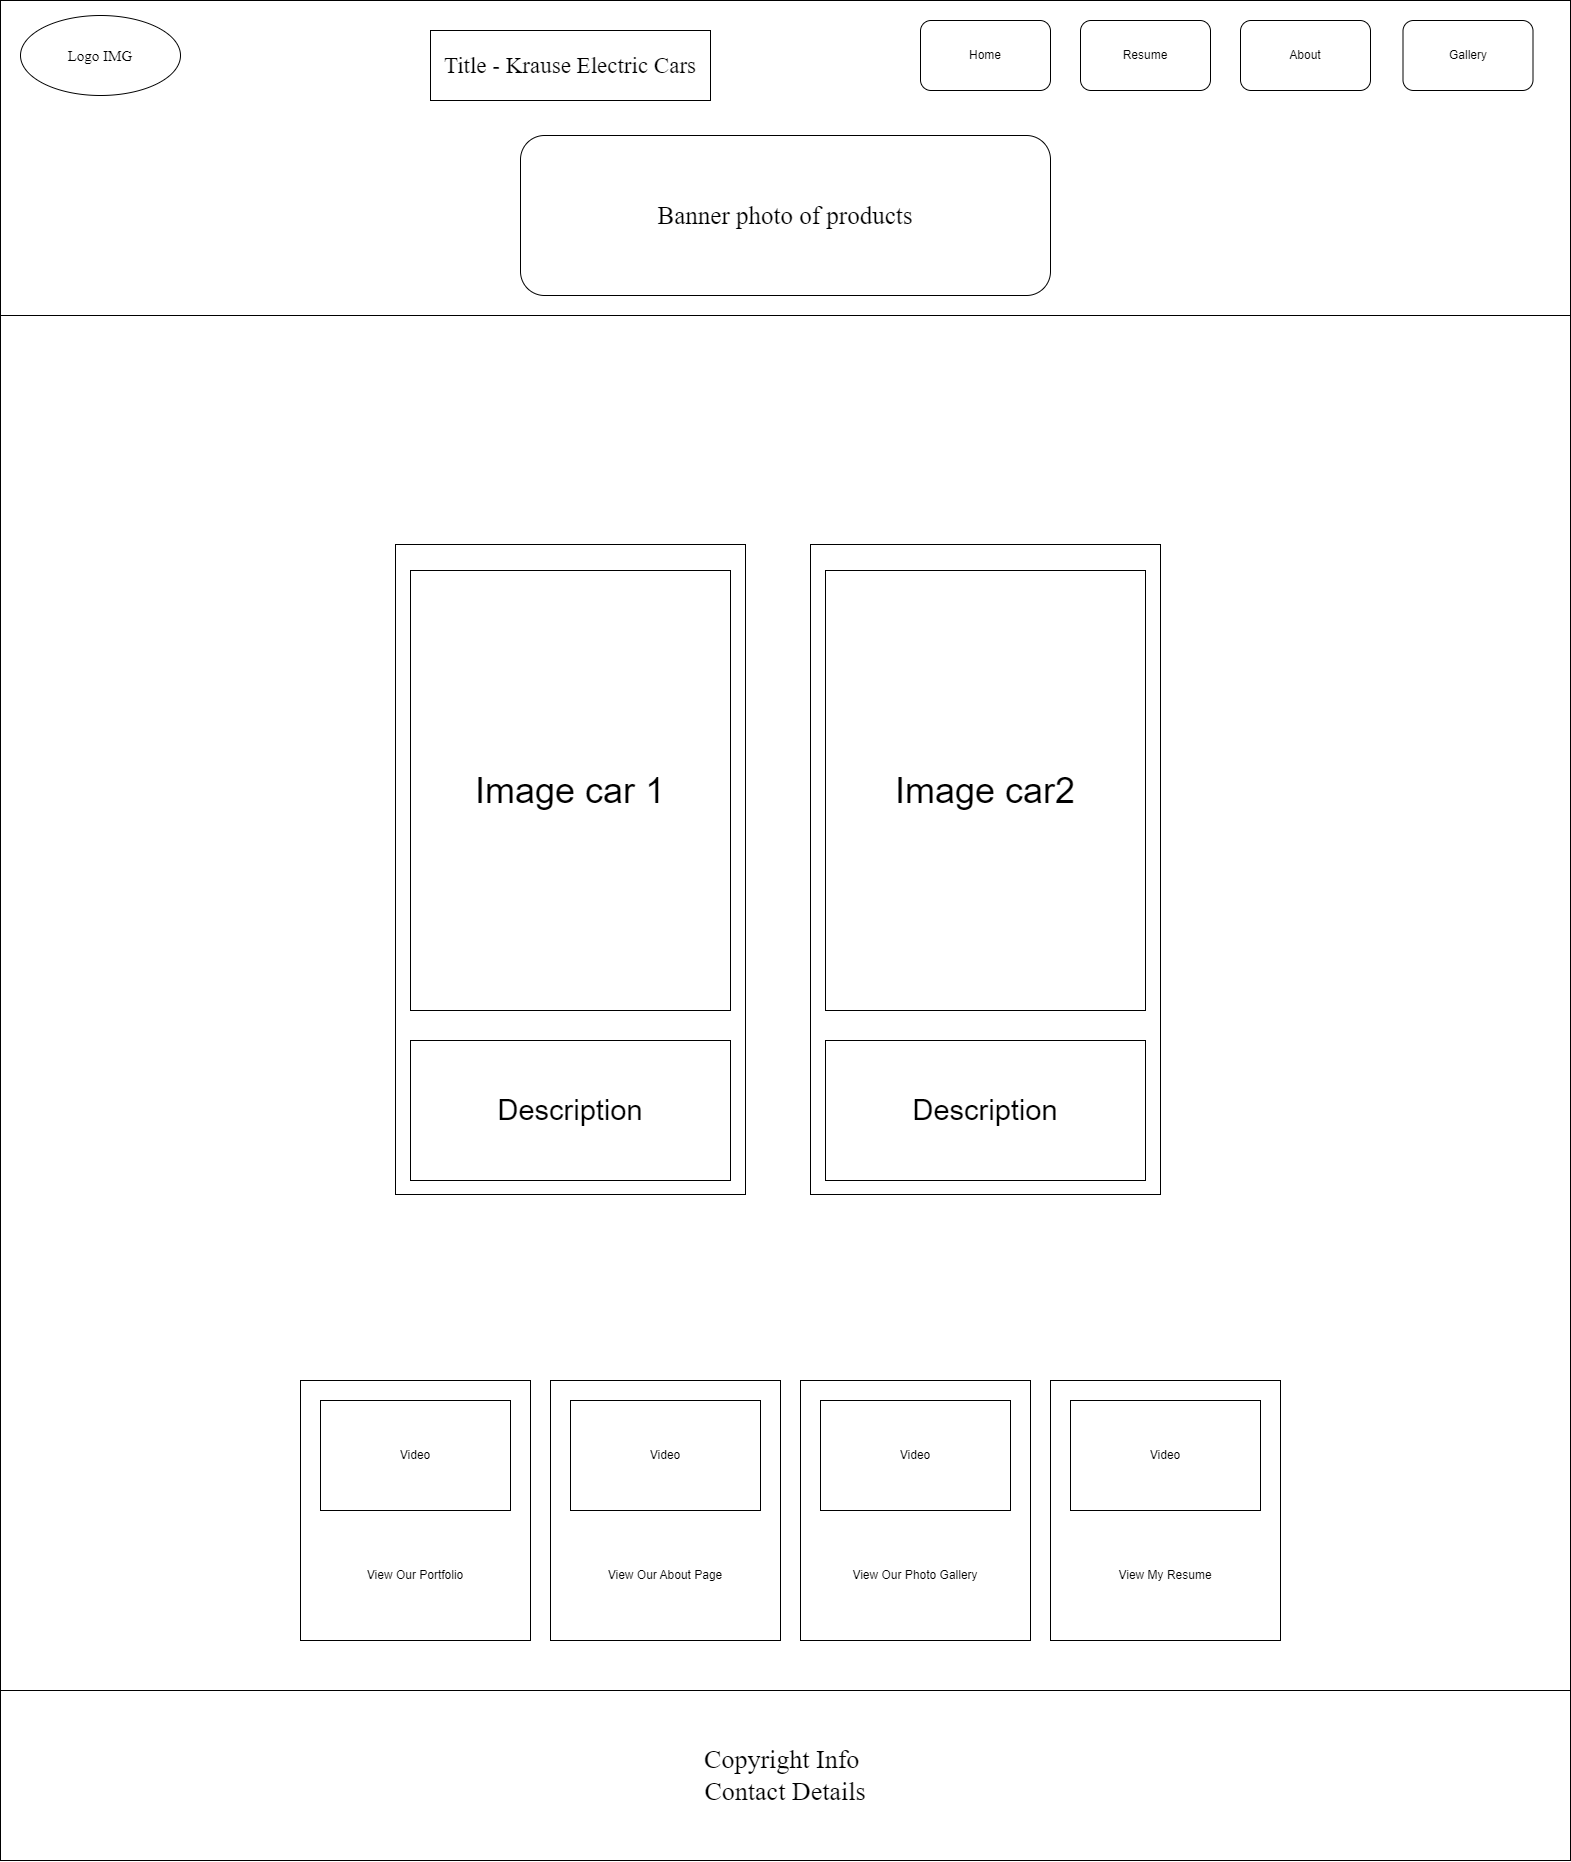 Logo IMG
Title - Krause Electric Cars
Home
Resume
About
Gallery
Banner photo of products
Image car 1
Image car2
Description
Description
Video
Video
Video
Video
View Our Portfolio
View Our About Page
View Our Photo Gallery
View My Resume
Copyright Info
Contact Details